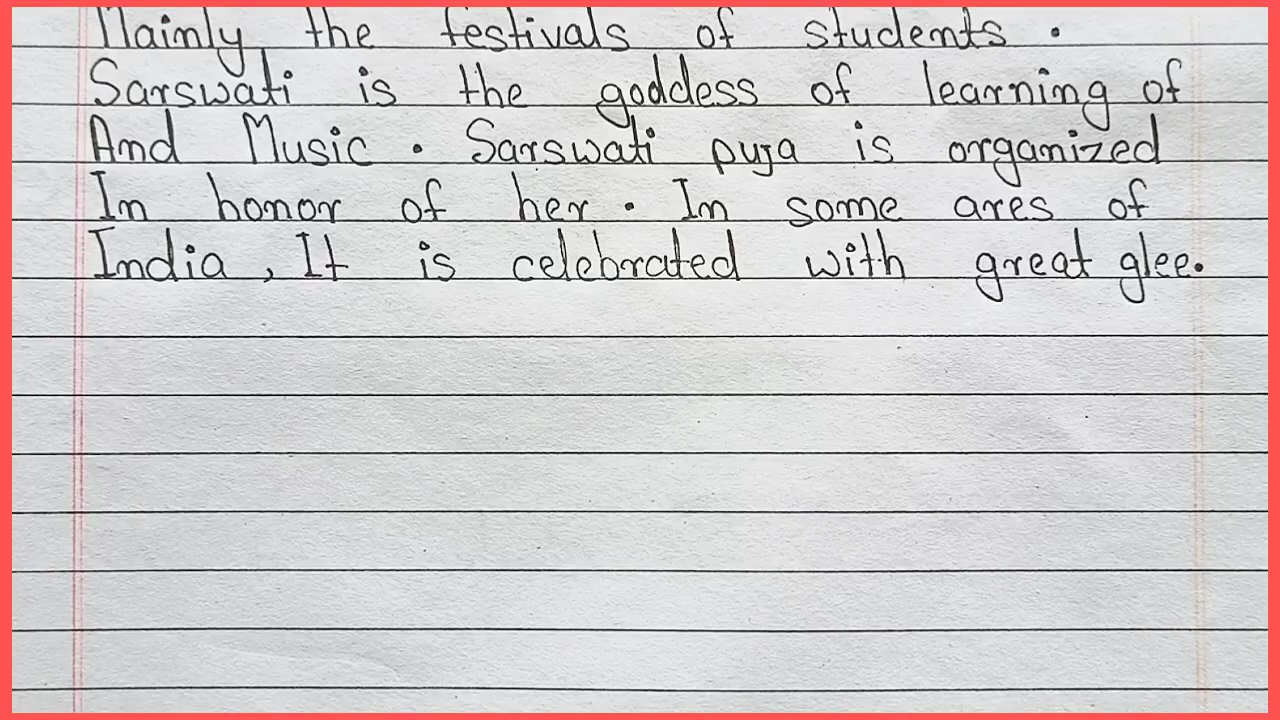 Mainly the festivals of students .
Sarswati is the goddess of learning of
And Music . Sarswati puja is organized
In honor of her . In some ares of
India , It is celebrated with great glee.